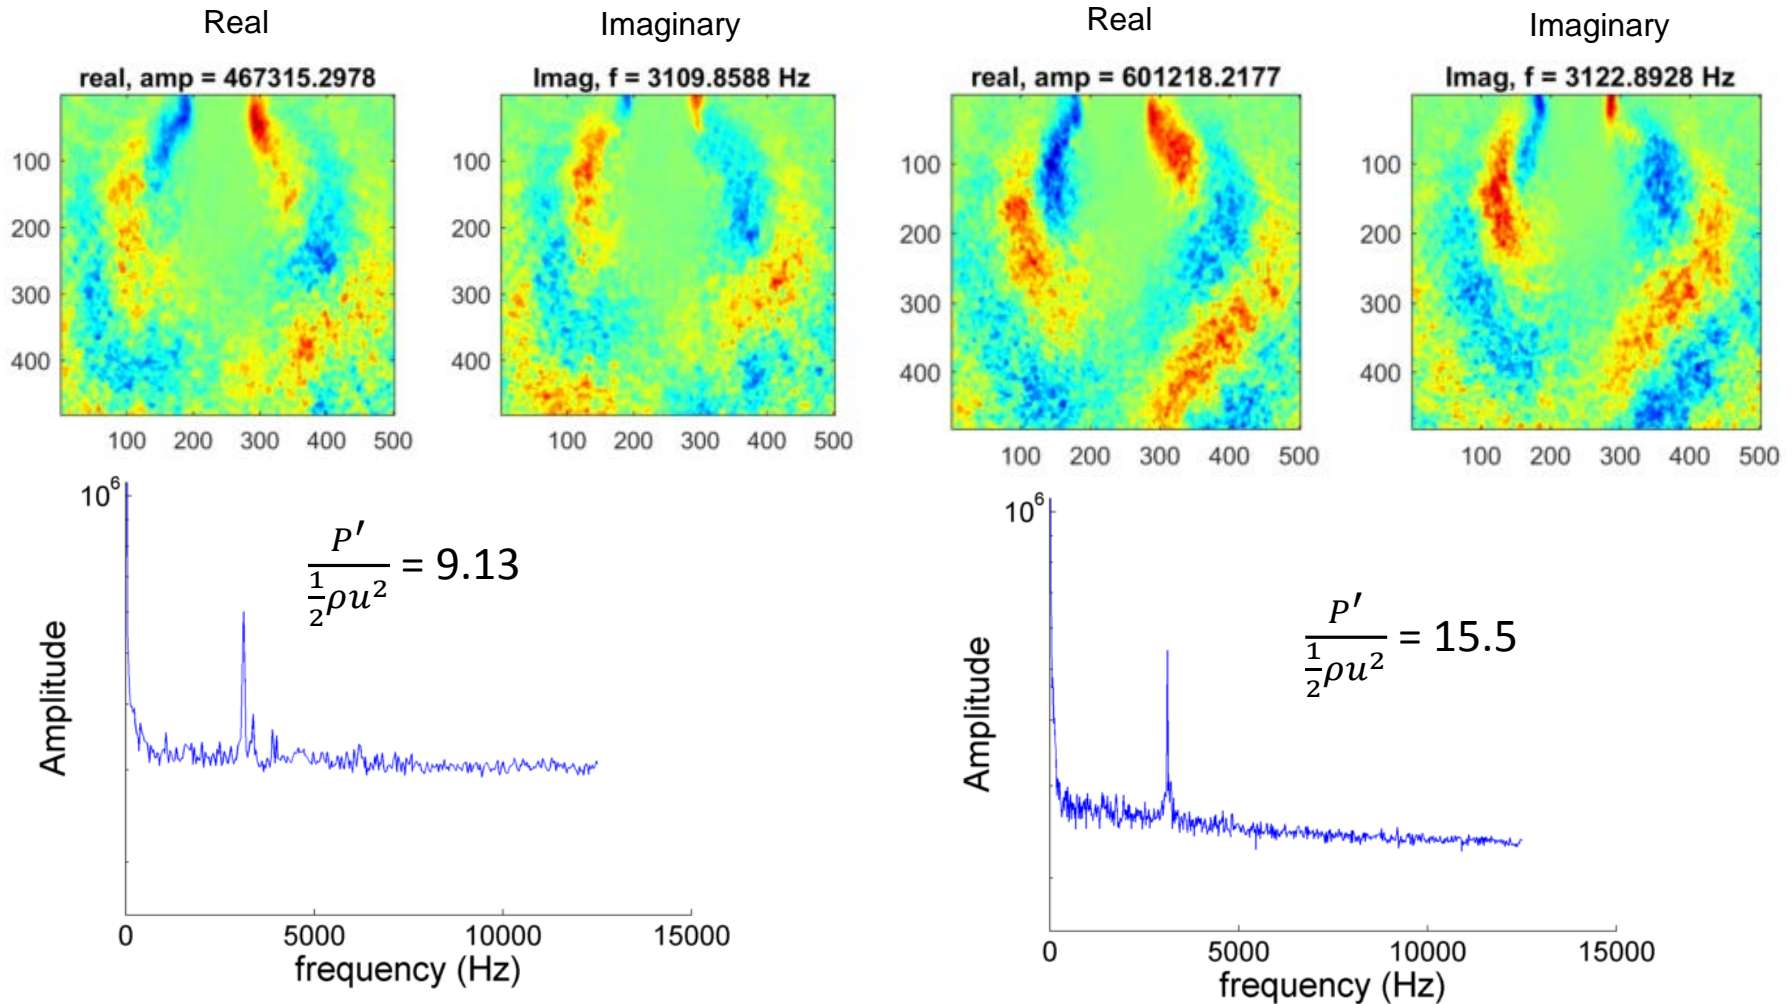 Real
Imaginary
Real
Imaginary
real, amp = 467315.2978
Imag, f = 3109.8588 Hz
real, amp = 601218.2177
Imag, f = 3122.8928 Hz
100
200
300
400
100 200 300 400 500
100
200
300
400
100 200 300 400 500
100
200
300
400
100 200 300 400 500
100
200
300
400
100 200 300 400 500
10⁶
P′ / ½ρu² = 9.13
Amplitude
0 5000 10000 15000
frequency (Hz)
10⁶
P′ / ½ρu² = 15.5
Amplitude
0 5000 10000 15000
frequency (Hz)